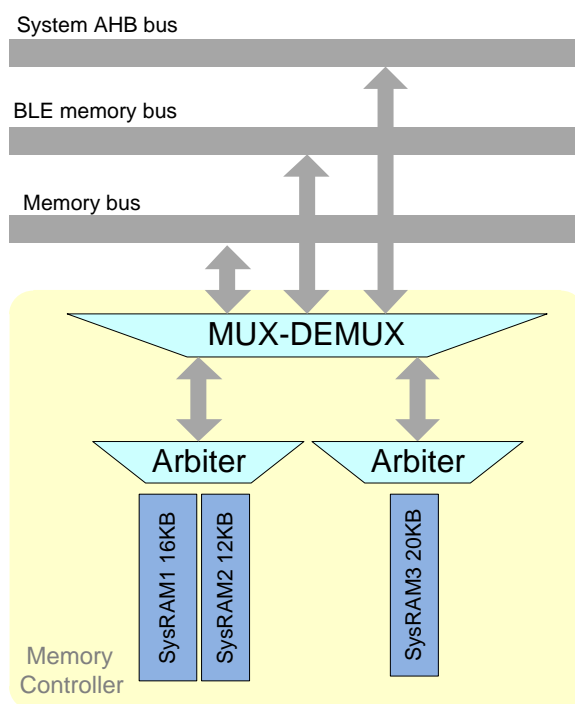 System AHB bus
BLE memory bus
Memory bus
MUX-DEMUX
Arbiter
Arbiter
SysRAM1 16KB
SysRAM2 12KB
SysRAM3 20KB
Memory
Controller